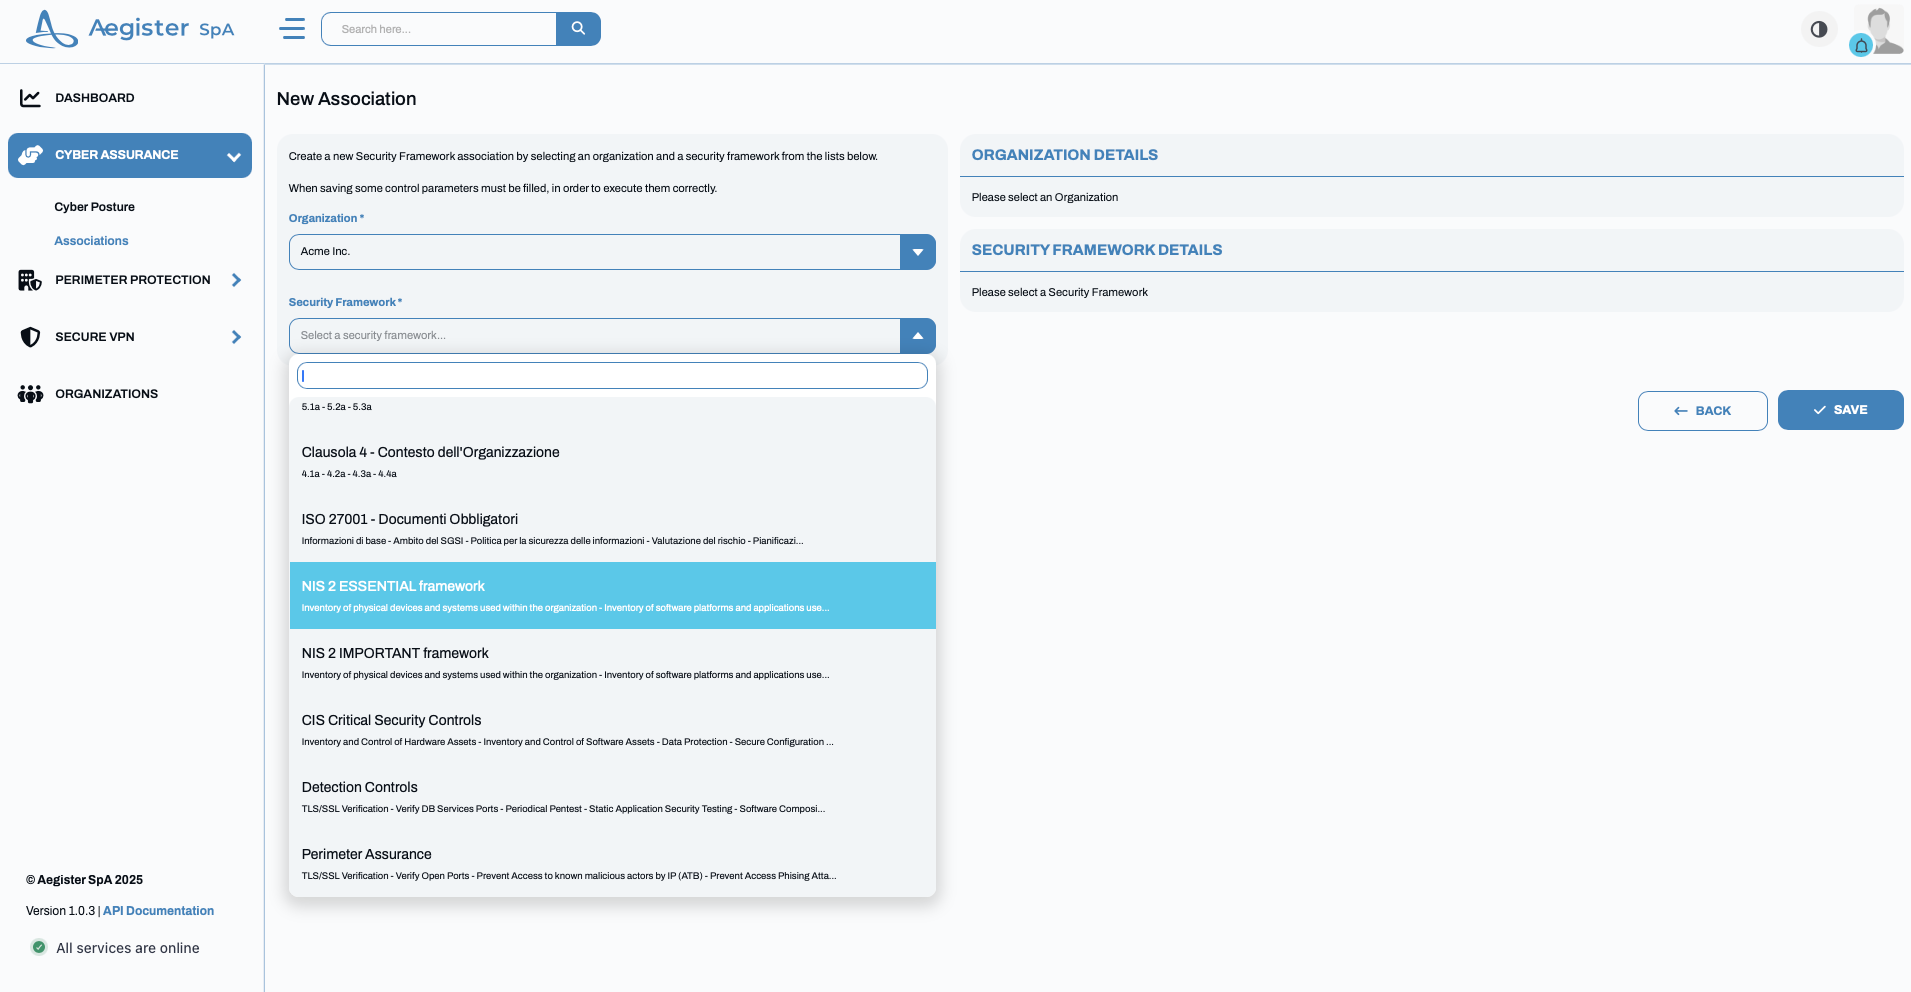 Aegister SpA
Search here...
DASHBOARD
CYBER ASSURANCE
Cyber Posture
Associations
PERIMETER PROTECTION
SECURE VPN
ORGANIZATIONS
© Aegister SpA 2025
Version 1.0.3 | API Documentation
All services are online
New Association
Create a new Security Framework association by selecting an organization and a security framework from the lists below.
When saving some control parameters must be filled, in order to execute them correctly.
Organization *
Acme Inc.
Security Framework *
Select a security framework...
5.1a - 5.2a - 5.3a
Clausola 4 - Contesto dell'Organizzazione
4.1a - 4.2a - 4.3a - 4.4a
ISO 27001 - Documenti Obbligatori
Informazioni di base - Ambito del SGSI - Politica per la sicurezza delle informazioni - Valutazione del rischio - Pianificazi...
NIS 2 ESSENTIAL framework
Inventory of physical devices and systems used within the organization - Inventory of software platforms and applications use...
NIS 2 IMPORTANT framework
Inventory of physical devices and systems used within the organization - Inventory of software platforms and applications use...
CIS Critical Security Controls
Inventory and Control of Hardware Assets - Inventory and Control of Software Assets - Data Protection - Secure Configuration ...
Detection Controls
TLS/SSL Verification - Verify DB Services Ports - Periodical Pentest - Static Application Security Testing - Software Composi...
Perimeter Assurance
TLS/SSL Verification - Verify Open Ports - Prevent Access to known malicious actors by IP (ATB) - Prevent Access Phising Atta...
ORGANIZATION DETAILS
Please select an Organization
SECURITY FRAMEWORK DETAILS
Please select a Security Framework
BACK
SAVE